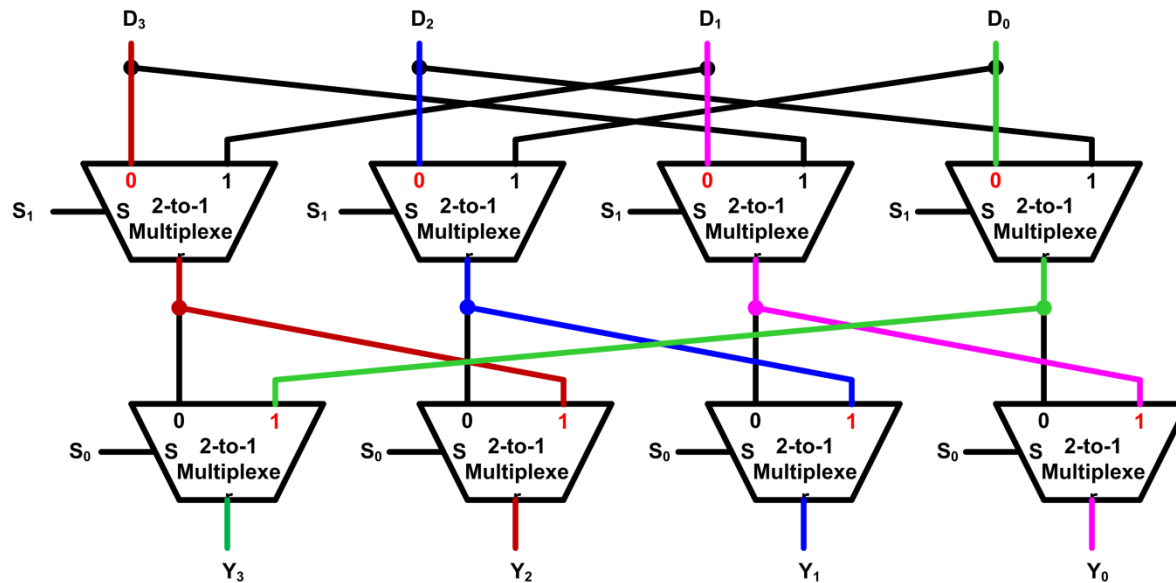 D3 D2 D1 D0
0 1 0 1 0 1 0 1
S1 S 2-to-1 S1 S 2-to-1 S1 S 2-to-1 S1 S 2-to-1
Multiplexe Multiplexe Multiplexe Multiplexe
r r r r
0 1 0 1 0 1 0 1
S0 S 2-to-1 S0 S 2-to-1 S0 S 2-to-1 S0 S 2-to-1
Multiplexe Multiplexe Multiplexe Multiplexe
r r r r
Y3 Y2 Y1 Y0